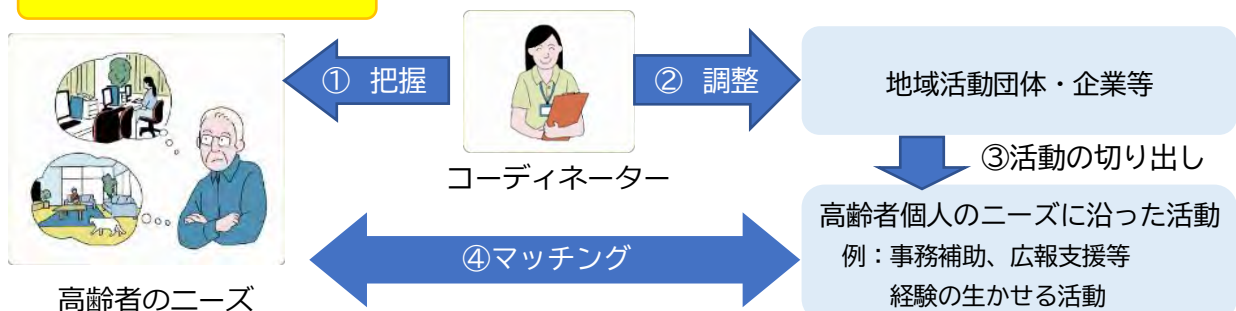 ① 把握
② 調整
地域活動団体・企業等
コーディネーター
③活動の切り出し
高齢者個人のニーズに沿った活動
例：事務補助、広報支援等
経験の生かせる活動
④マッチング
高齢者のニーズ